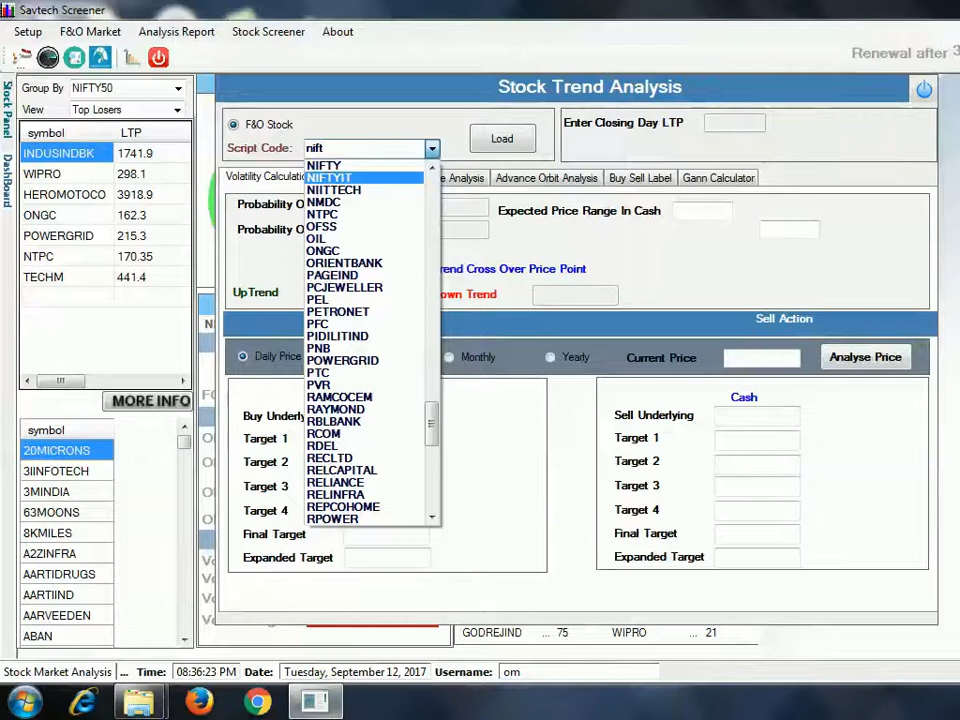 Savtech Screener
Setup F&O Market Analysis Report Stock Screener About
Renewal after 3
Stock Panel
DashBoard
Group By NIFTY50
View Top Losers
symbol LTP
INDUSINDBK 1741.9
WIPRO 298.1
HEROMOTOCO 3918.9
ONGC 162.3
POWERGRID 215.3
NTPC 170.35
TECHM 441.4
MORE INFO
symbol
20MICRONS
3IINFOTECH
3MINDIA
63MOONS
8KMILES
A2ZINFRA
AARTIDRUGS
AARTIIND
AARVEEDEN
ABAN
Stock Trend Analysis
F&O Stock
Script Code: nift
Load
Enter Closing Day LTP
NIFTY
NIFTYIT
NIITTECH
NMDC
NTPC
OFSS
OIL
ONGC
ORIENTBANK
PAGEIND
PCJEWELLER
PEL
PETRONET
PFC
PIDILITIND
PNB
POWERGRID
PTC
PVR
RAMCOCEM
RAYMOND
RBLBANK
RCOM
RDEL
RECLTD
RELCAPITAL
RELIANCE
RELINFRA
REPCOHOME
RPOWER
Volatility Calculati
e Analysis Advance Orbit Analysis Buy Sell Label Gann Calculator
Probability O
Probability O
Expected Price Range In Cash
rend Cross Over Price Point
UpTrend
own Trend
Sell Action
Daily Price Monthly Yearly Current Price Analyse Price
Buy Underly
Target 1
Target 2
Target 3
Target 4
Final Target
Expanded Target
Cash
Sell Underlying
Target 1
Target 2
Target 3
Target 4
Final Target
Expanded Target
GODREJIND ... 75 WIPRO ... 21
Stock Market Analysis ... Time: 08:36:23 PM Date: Tuesday, September 12, 2017 Username: om